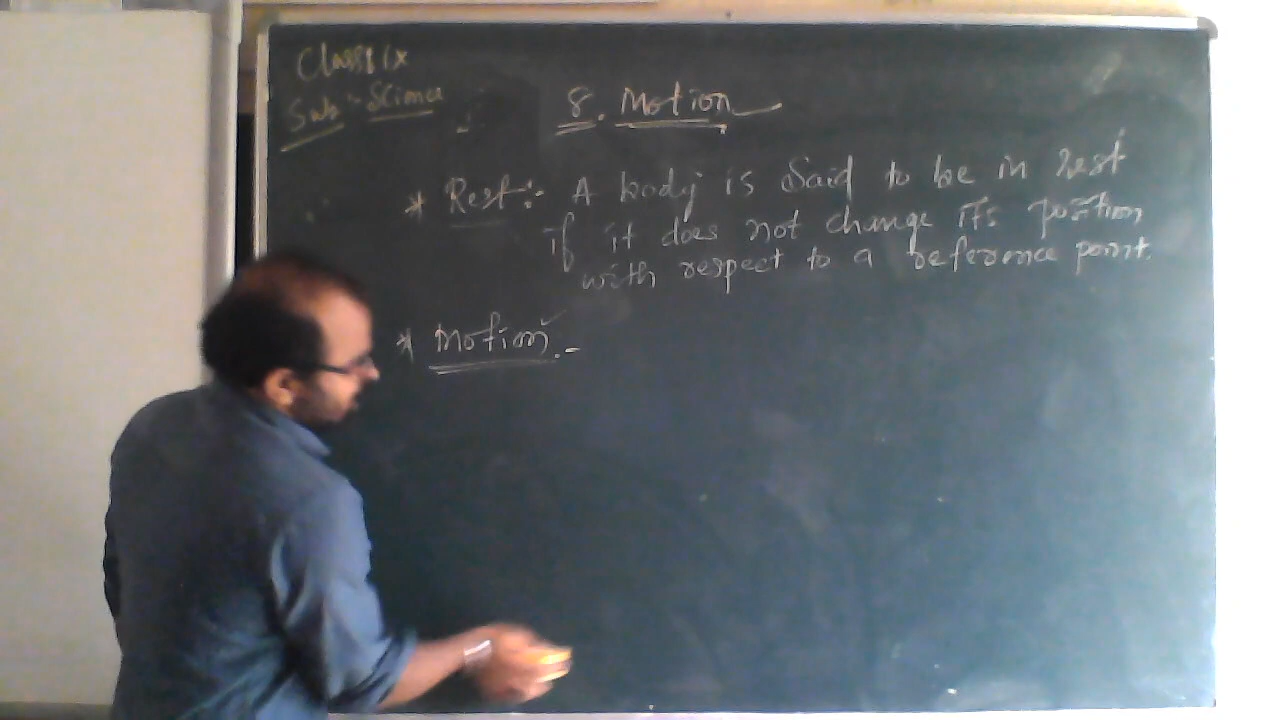 Class IX
Sub :- Science
8. Motion
* Rest :- A body is said to be in rest
if it does not change its position
with respect to a reference point.
* Motion :-